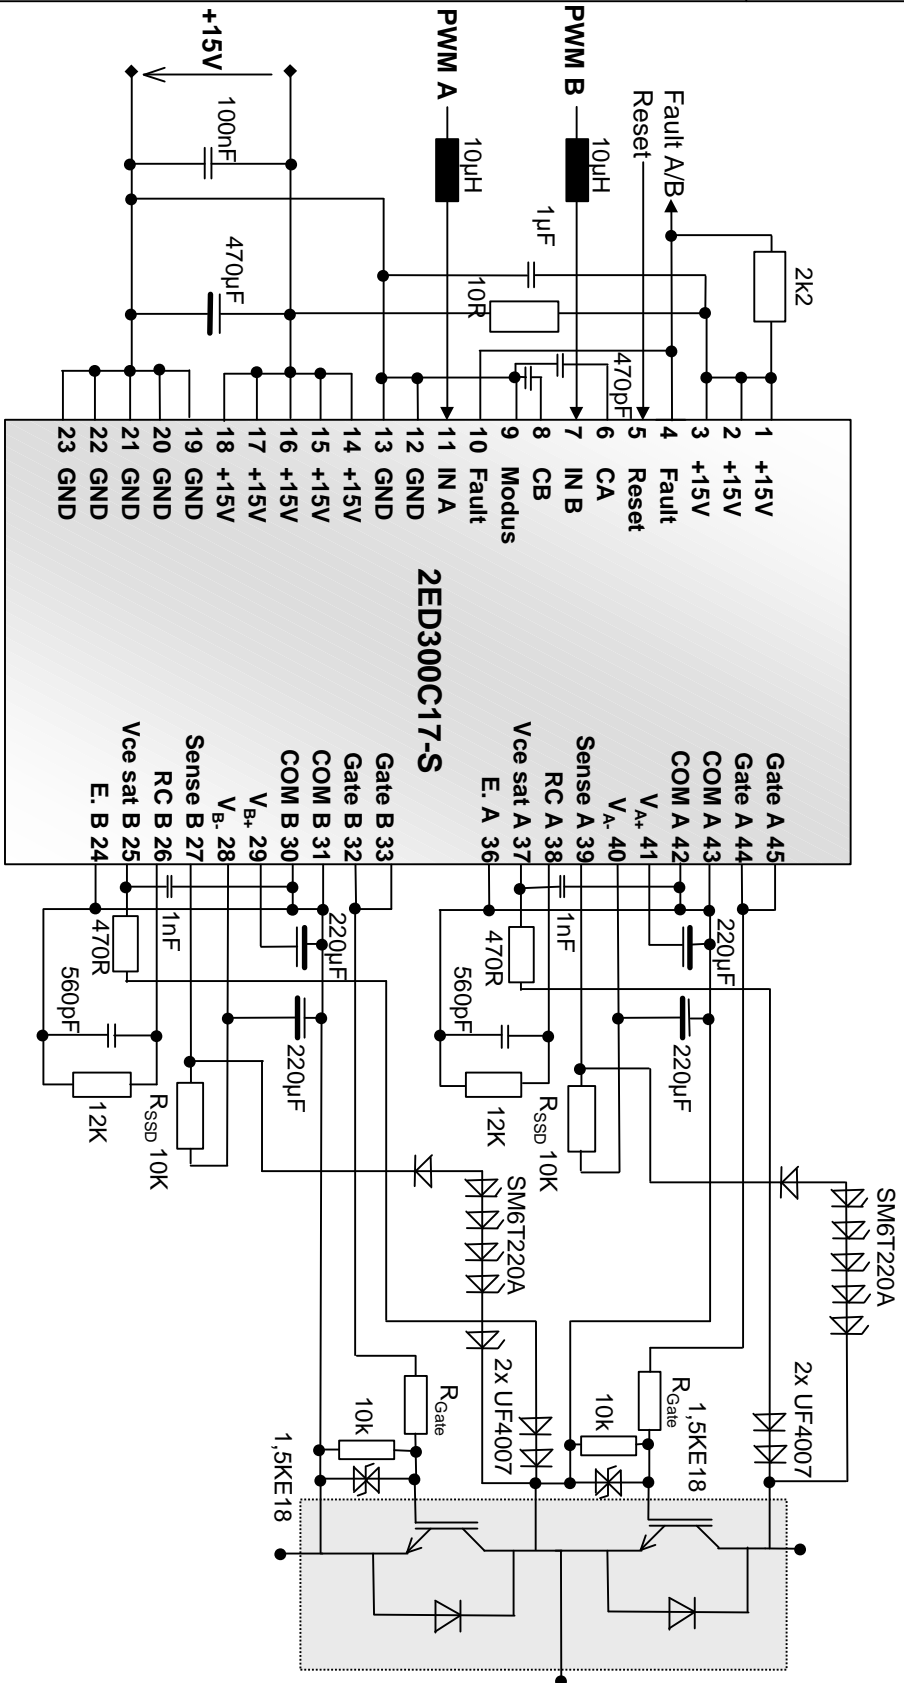 +15V
100nF
470µF
PWM A
10µH
PWM B
10µH
Fault A/B
Reset
1µF
10R
2k2
470pF
1 +15V
2 +15V
3 +15V
4 Fault
5 Reset
6 CA
7 IN B
8 CB
9 Modus
10 Fault
11 IN A
12 GND
13 GND
14 +15V
15 +15V
16 +15V
17 +15V
18 +15V
19 GND
20 GND
21 GND
22 GND
23 GND
2ED300C17-S
Gate A 45
Gate A 44
COM A 43
COM A 42
VA+ 41
VA- 40
Sense A 39
RC A 38
Vce sat A 37
E. A 36
Gate B 33
Gate B 32
COM B 31
COM B 30
VB+ 29
VB- 28
Sense B 27
RC B 26
Vce sat B 25
E. B 24
220µF
1nF
470R
560pF
220µF
12K
RSSD 10K
SM6T220A
2x UF4007
RGate
10k
1,5KE18
220µF
1nF
470R
560pF
220µF
12K
RSSD 10K
SM6T220A
2x UF4007
RGate
10k
1,5KE18